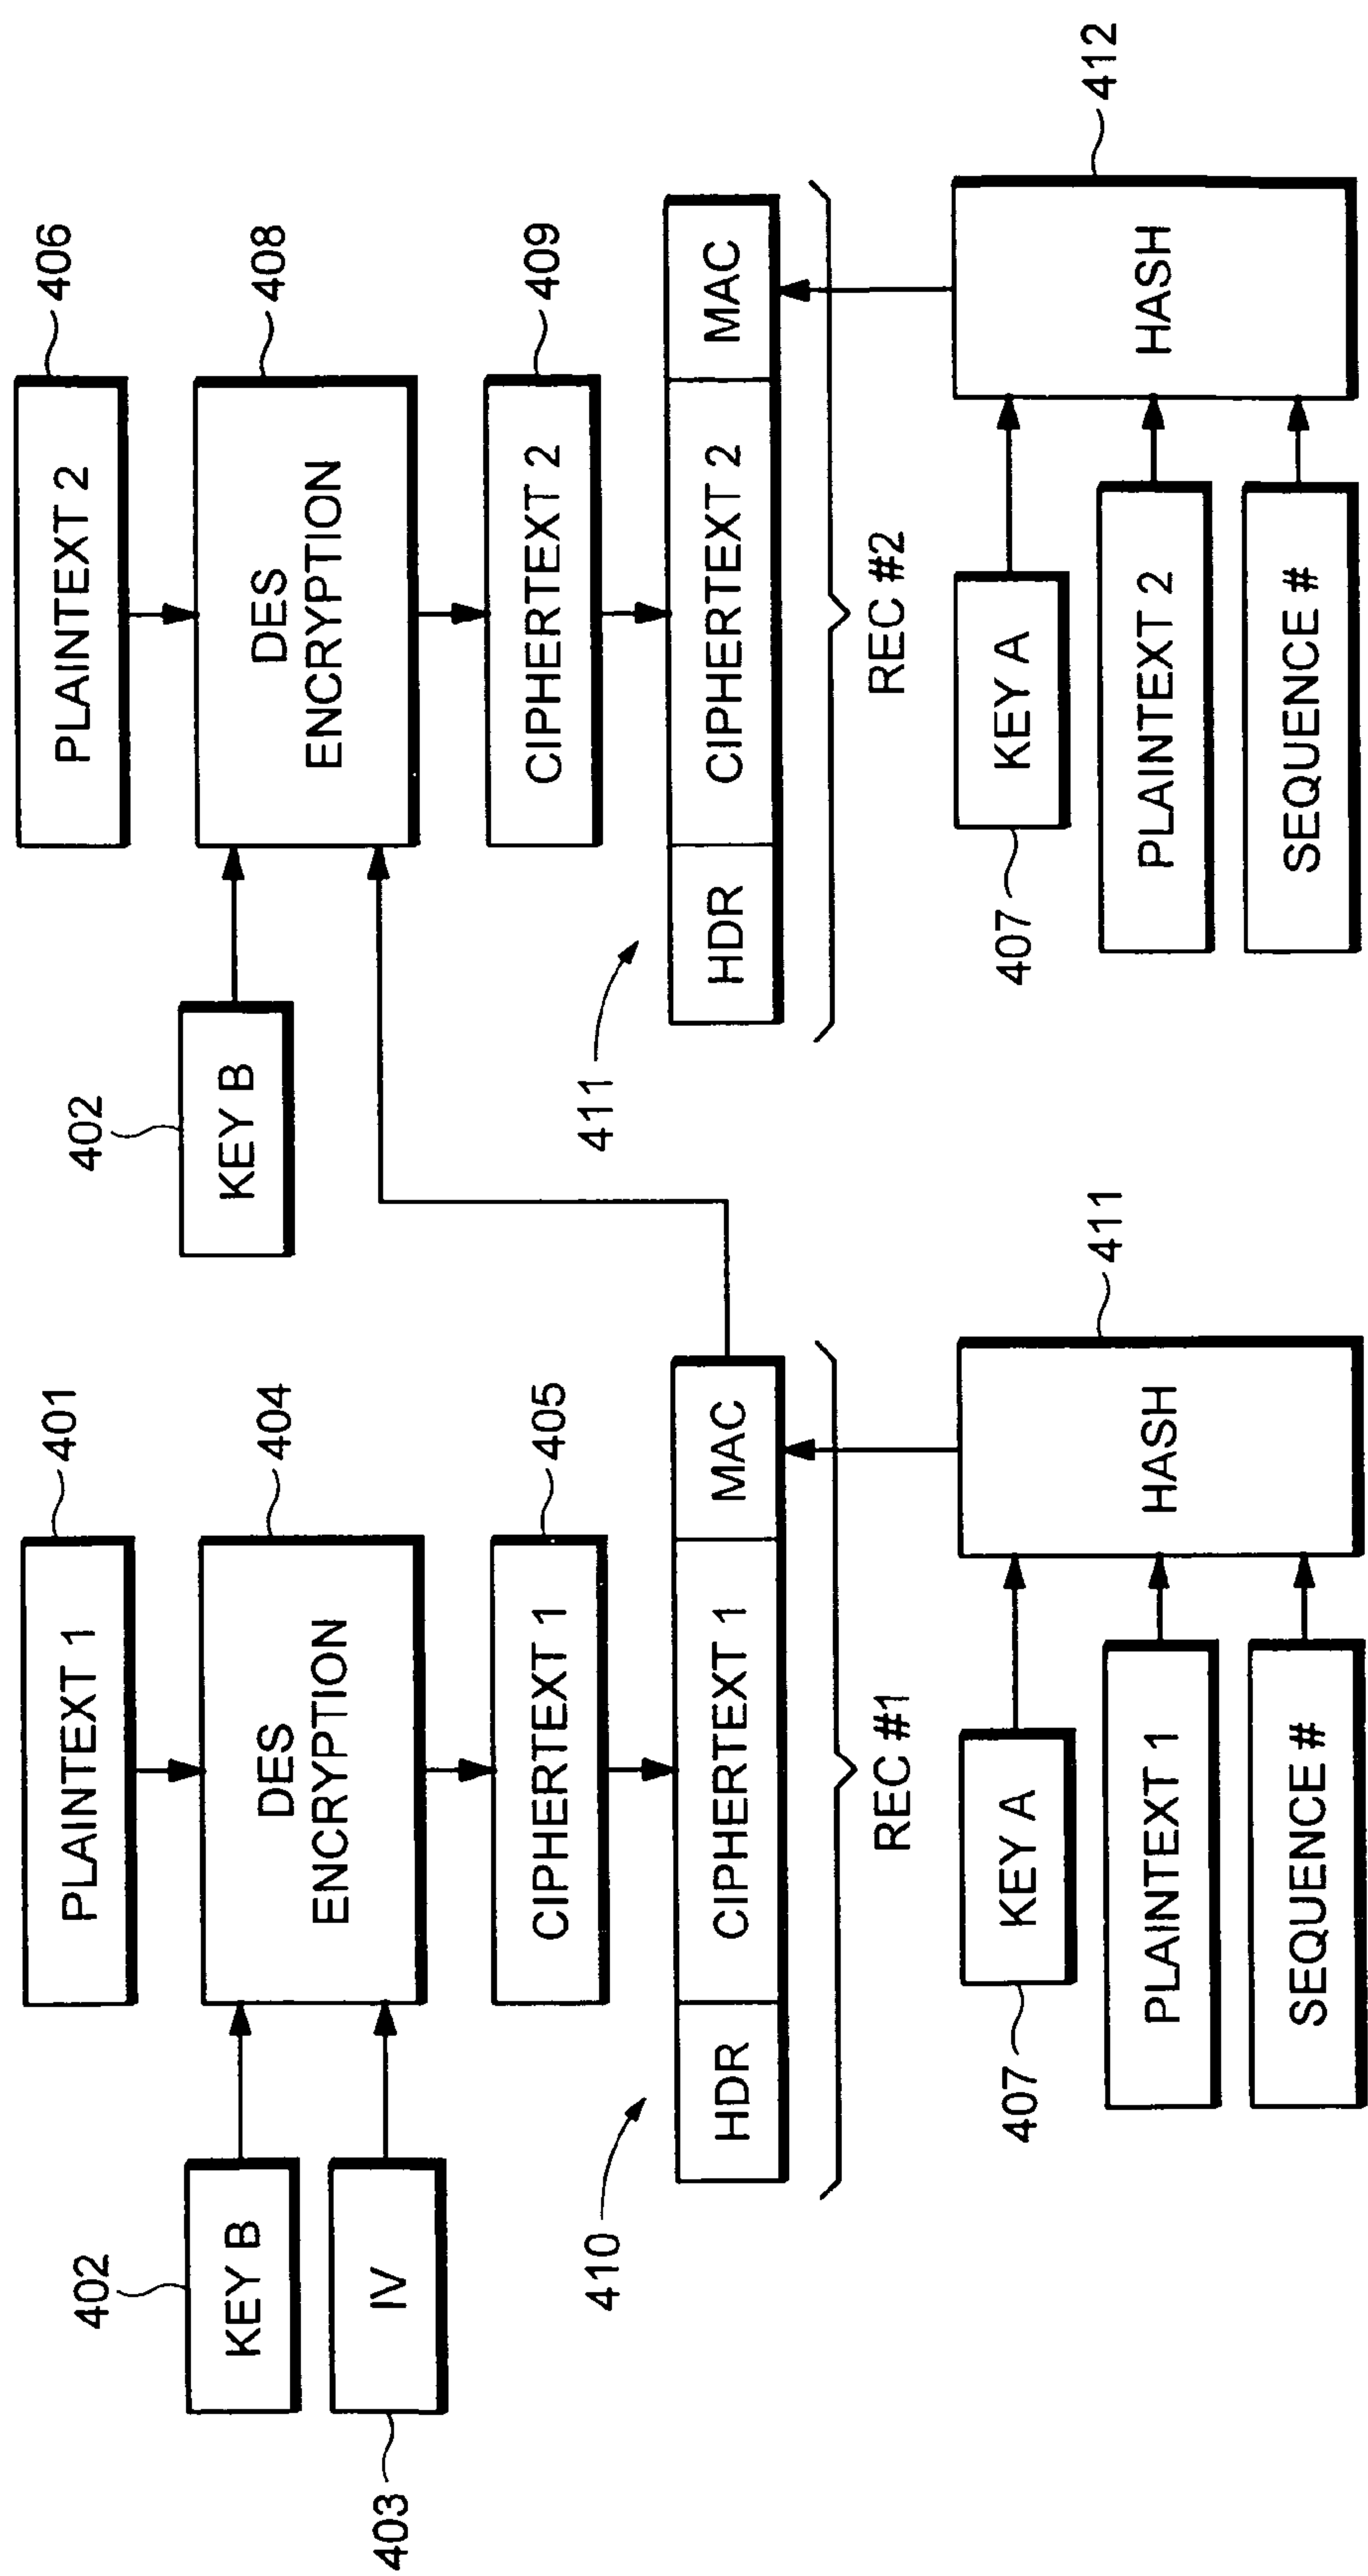 401
PLAINTEXT 1
402
KEY B
404
DES
ENCRYPTION
403
IV
405
CIPHERTEXT 1
410
HDR
CIPHERTEXT 1
MAC
REC #1
407
KEY A
PLAINTEXT 1
SEQUENCE #
HASH
411
406
PLAINTEXT 2
402
KEY B
408
DES
ENCRYPTION
409
CIPHERTEXT 2
411
HDR
CIPHERTEXT 2
MAC
REC #2
407
KEY A
PLAINTEXT 2
SEQUENCE #
HASH
412